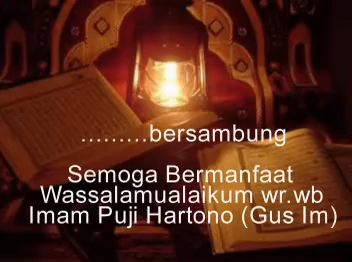 .........bersambung
Semoga Bermanfaat
Wassalamualaikum wr.wb
Imam Puji Hartono (Gus Im)